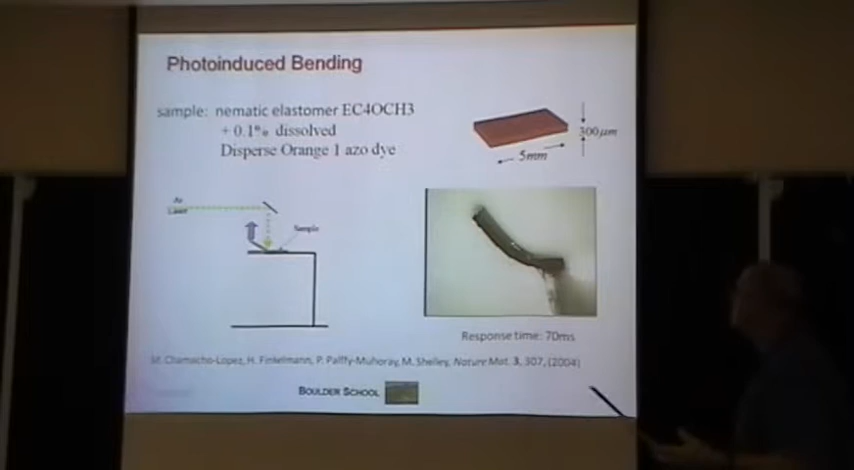 Photoinduced Bending
sample: nematic elastomer EC4OCH3
+ 0.1% dissolved
Disperse Orange 1 azo dye
300μm
5mm
Ar
Laser
Sample
Response time: 70ms
M. Chamacho-Lopez, H. Finkelmann, P. Palffy-Muhoray, M. Shelley, Nature Mat. 3, 307, (2004)
BOULDER SCHOOL